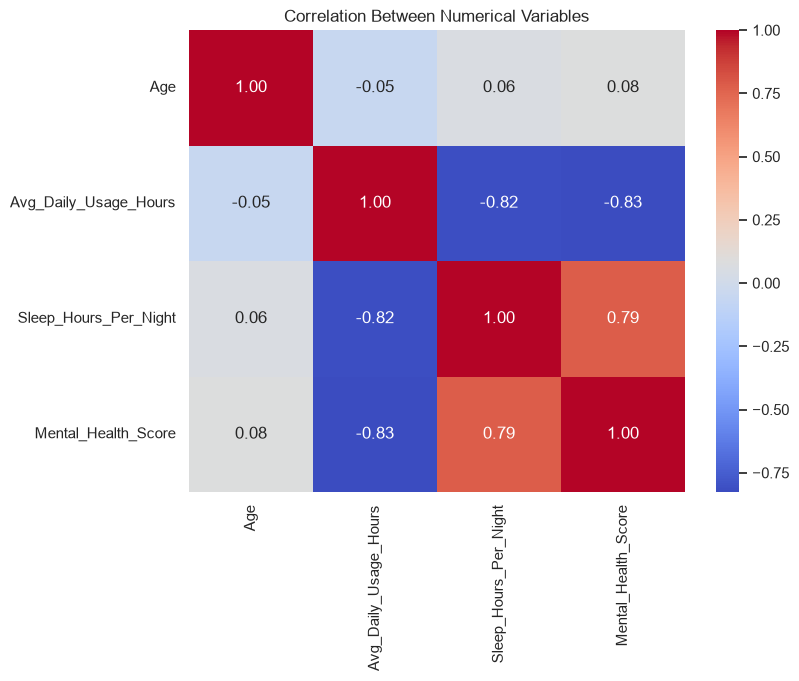 Correlation Between Numerical Variables
Age 1.00 -0.05 0.06 0.08
Avg_Daily_Usage_Hours -0.05 1.00 -0.82 -0.83
Sleep_Hours_Per_Night 0.06 -0.82 1.00 0.79
Mental_Health_Score 0.08 -0.83 0.79 1.00
Age
Avg_Daily_Usage_Hours
Sleep_Hours_Per_Night
Mental_Health_Score
1.00
0.75
0.50
0.25
0.00
−0.25
−0.50
−0.75